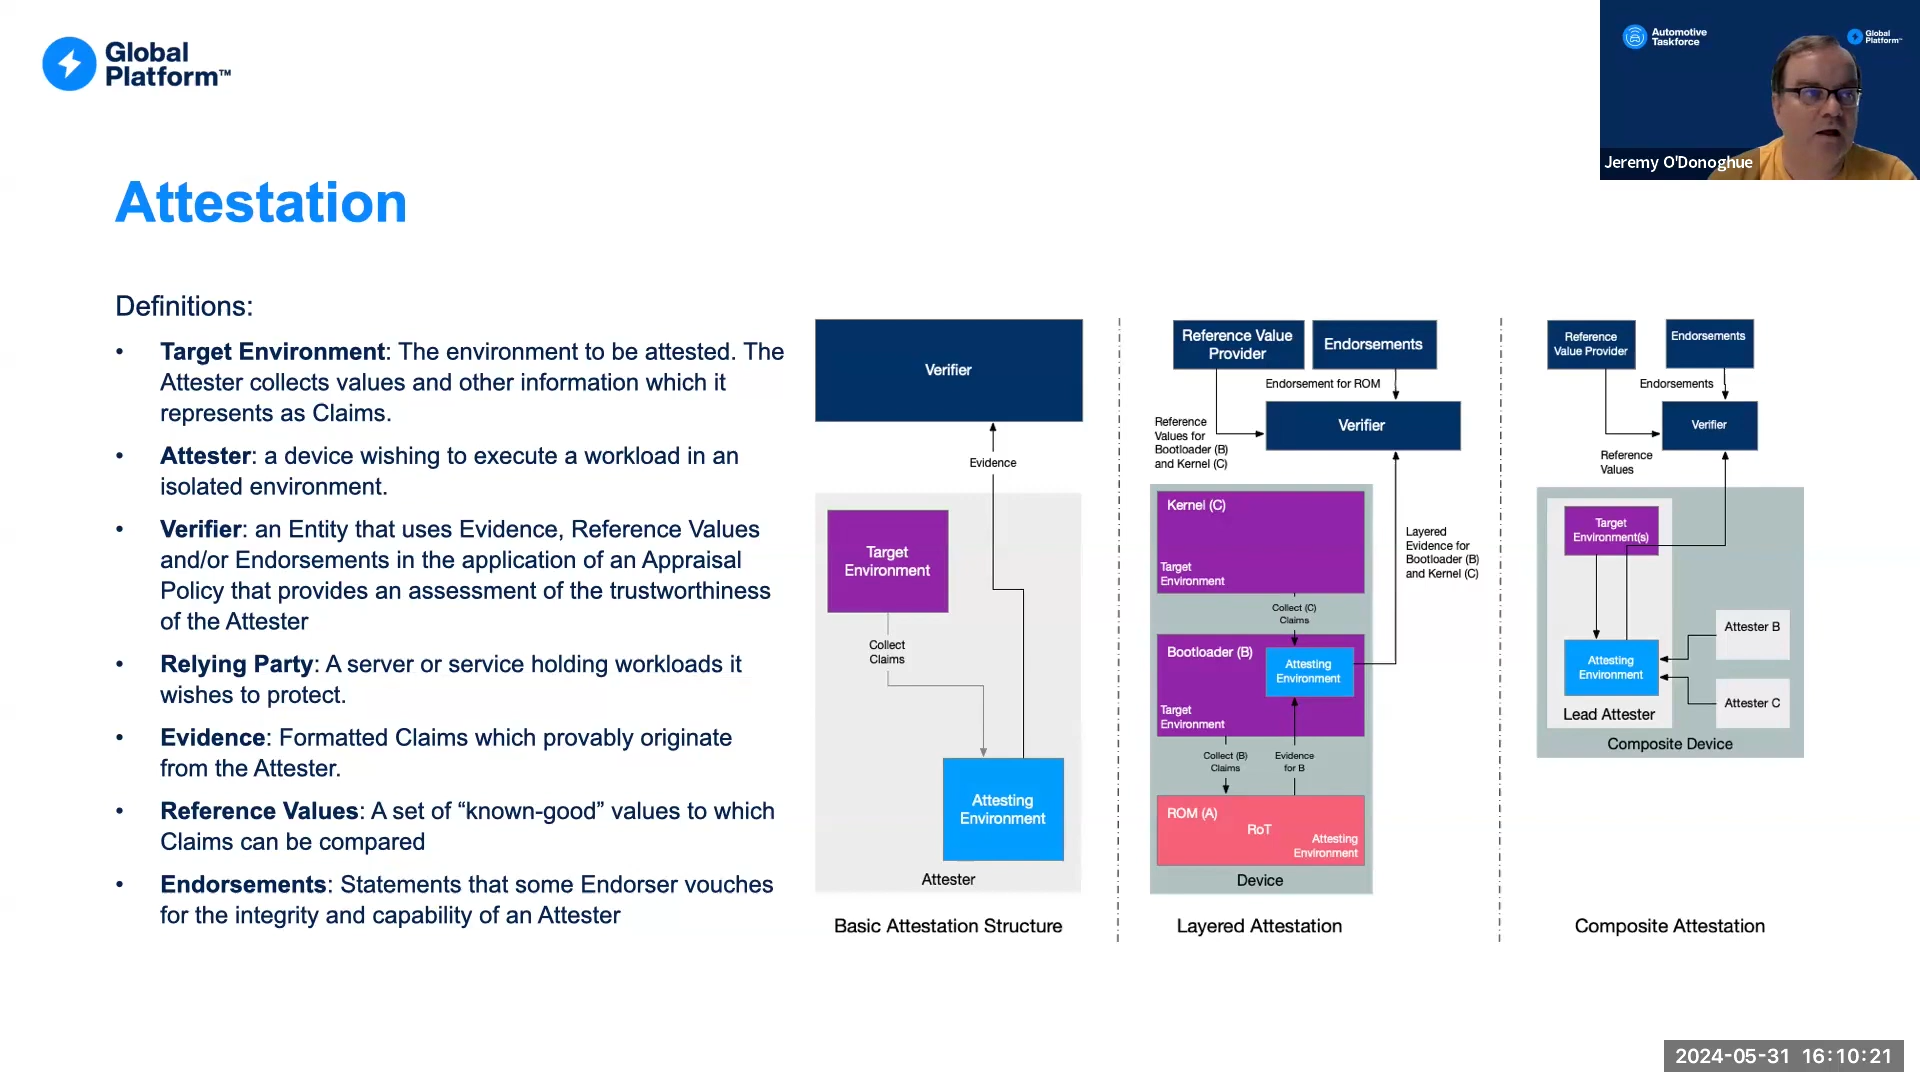 Global
Platform™
Automotive
Taskforce
Global
Platform™
Jeremy O'Donoghue
Attestation
Definitions:
• Target Environment: The environment to be attested. The
Attester collects values and other information which it
represents as Claims.
• Attester: a device wishing to execute a workload in an
isolated environment.
• Verifier: an Entity that uses Evidence, Reference Values
and/or Endorsements in the application of an Appraisal
Policy that provides an assessment of the trustworthiness
of the Attester
• Relying Party: A server or service holding workloads it
wishes to protect.
• Evidence: Formatted Claims which provably originate
from the Attester.
• Reference Values: A set of “known-good” values to which
Claims can be compared
• Endorsements: Statements that some Endorser vouches
for the integrity and capability of an Attester
Verifier
Evidence
Target
Environment
Collect
Claims
Attesting
Environment
Attester
Basic Attestation Structure
Reference Value
Provider
Endorsements
Endorsement for ROM
Verifier
Reference
Values for
Bootloader (B)
and Kernel (C)
Kernel (C)
Target
Environment
Layered
Evidence for
Bootloader (B)
and Kernel (C)
Collect (C)
Claims
Bootloader (B)
Attesting
Environment
Target
Environment
Collect (B)
Claims
Evidence
for B
ROM (A)
RoT
Attesting
Environment
Device
Layered Attestation
Reference
Value Provider
Endorsements
Endorsements
Verifier
Reference
Values
Target
Environment(s)
Attester B
Attesting
Environment
Attester C
Lead Attester
Composite Device
Composite Attestation
2024-05-31 16:10:21